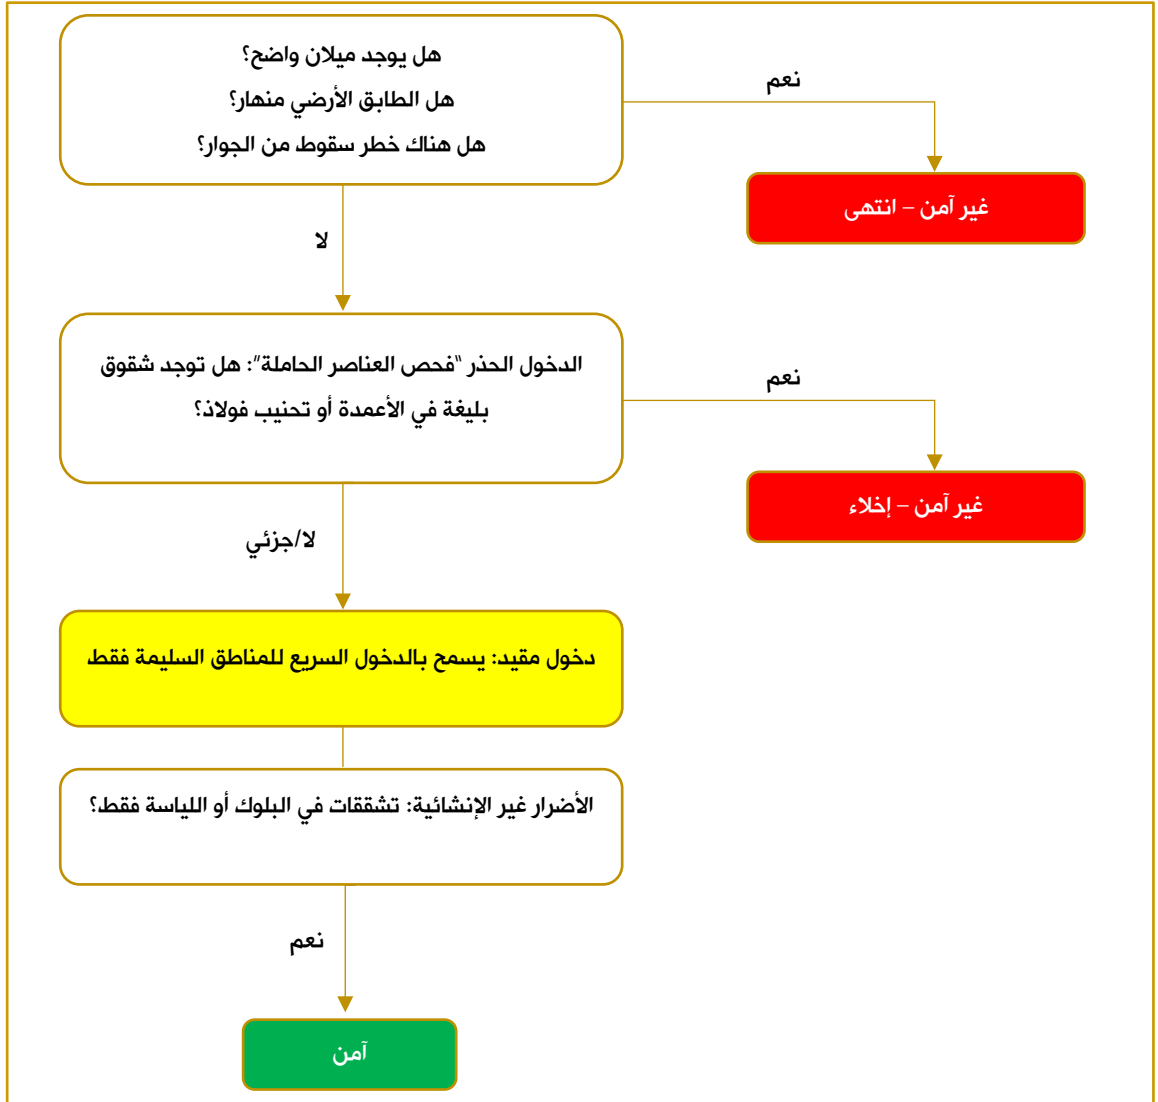 هل يوجد ميلان واضح؟
هل الطابق الأرضي منهار؟
هل هناك خطر سقوط من الجوار؟
نعم
غير آمن – انتهى
لا
الدخول الحذر "فحص العناصر الحاملة": هل توجد شقوق
بليغة في الأعمدة أو تحنيب فولاذ؟
نعم
غير آمن – إخلاء
لا/جزئي
دخول مقيد: يسمح بالدخول السريع للمناطق السليمة فقط
الأضرار غير الإنشائية: تشققات في البلوك أو اللياسة فقط؟
نعم
آمن